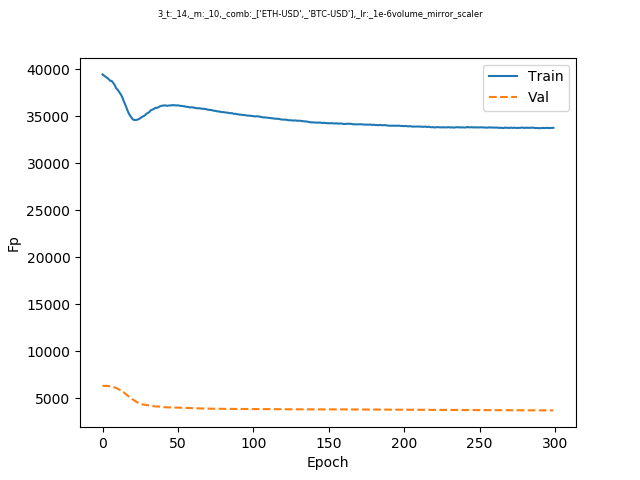 3_t:_14,_m:_10,_comb:_['ETH-USD',_'BTC-USD'],_lr:_1e-6volume_mirror_scaler
40000
35000
30000
25000
20000
15000
10000
5000
Fp
Train
Val
0 50 100 150 200 250 300
Epoch